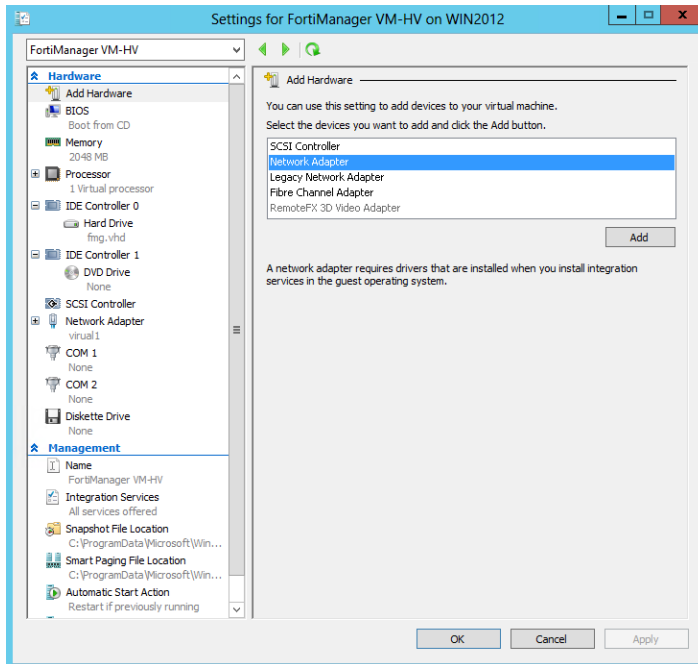 Settings for FortiManager VM-HV on WIN2012
FortiManager VM-HV
Hardware
Add Hardware
BIOS
Boot from CD
Memory
2048 MB
Processor
1 Virtual processor
IDE Controller 0
Hard Drive
fmg.vhd
IDE Controller 1
DVD Drive
None
SCSI Controller
Network Adapter
virual1
COM 1
None
COM 2
None
Diskette Drive
None
Management
Name
FortiManager VM-HV
Integration Services
All services offered
Snapshot File Location
C:\ProgramData\Microsoft\Win...
Smart Paging File Location
C:\ProgramData\Microsoft\Win...
Automatic Start Action
Restart if previously running
Add Hardware
You can use this setting to add devices to your virtual machine.
Select the devices you want to add and click the Add button.
SCSI Controller
Network Adapter
Legacy Network Adapter
Fibre Channel Adapter
RemoteFX 3D Video Adapter
Add
A network adapter requires drivers that are installed when you install integration
services in the guest operating system.
OK
Cancel
Apply